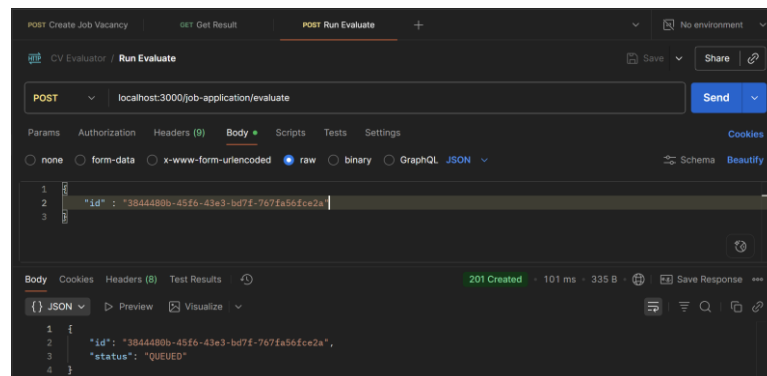 POST Create Job Vacancy GET Get Result POST Run Evaluate + No environment
HTTP CV Evaluator / Run Evaluate Save Share
POST localhost:3000/job-application/evaluate Send
Params Authorization Headers (9) Body Scripts Tests Settings Cookies
none form-data x-www-form-urlencoded raw binary GraphQL JSON Schema Beautify
1 {
2 "id" : "3844480b-45f6-43e3-bd7f-767fa56fce2a"
3 }
Body Cookies Headers (8) Test Results 201 Created 101 ms 335 B Save Response
{} JSON Preview Visualize
1 {
2 "id": "3844480b-45f6-43e3-bd7f-767fa56fce2a",
3 "status": "QUEUED"
4 }